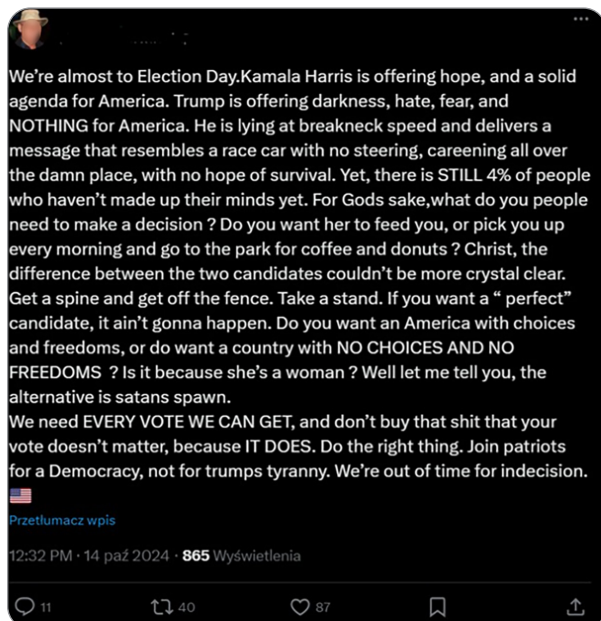 We're almost to Election Day.Kamala Harris is offering hope, and a solid
agenda for America. Trump is offering darkness, hate, fear, and
NOTHING for America. He is lying at breakneck speed and delivers a
message that resembles a race car with no steering, careening all over
the damn place, with no hope of survival. Yet, there is STILL 4% of people
who haven't made up their minds yet. For Gods sake,what do you people
need to make a decision ? Do you want her to feed you, or pick you up
every morning and go to the park for coffee and donuts ? Christ, the
difference between the two candidates couldn't be more crystal clear.
Get a spine and get off the fence. Take a stand. If you want a “ perfect”
candidate, it ain't gonna happen. Do you want an America with choices
and freedoms, or do want a country with NO CHOICES AND NO
FREEDOMS  ? Is it because she's a woman ? Well let me tell you, the
alternative is satans spawn.
We need EVERY VOTE WE CAN GET, and don't buy that shit that your
vote doesn't matter, because IT DOES. Do the right thing. Join patriots
for a Democracy, not for trumps tyranny. We're out of time for indecision.
Przetłumacz wpis
12:32 PM · 14 paź 2024 · 865 Wyświetlenia
11 40 87